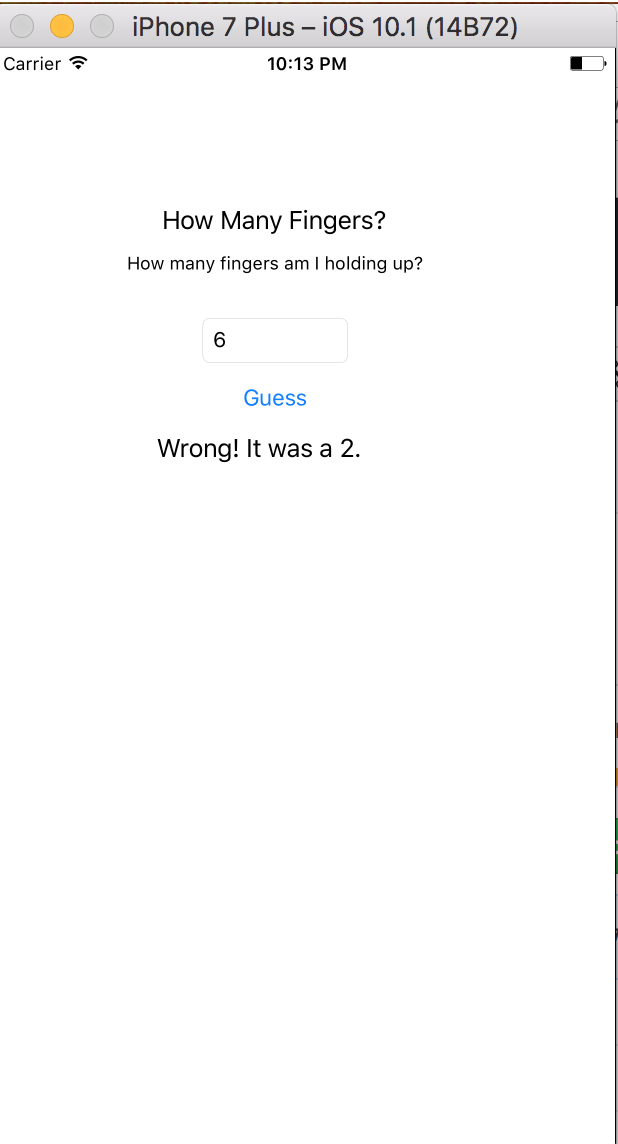 iPhone 7 Plus – iOS 10.1 (14B72)
Carrier 10:13 PM
How Many Fingers?
How many fingers am I holding up?
6
Guess
Wrong! It was a 2.